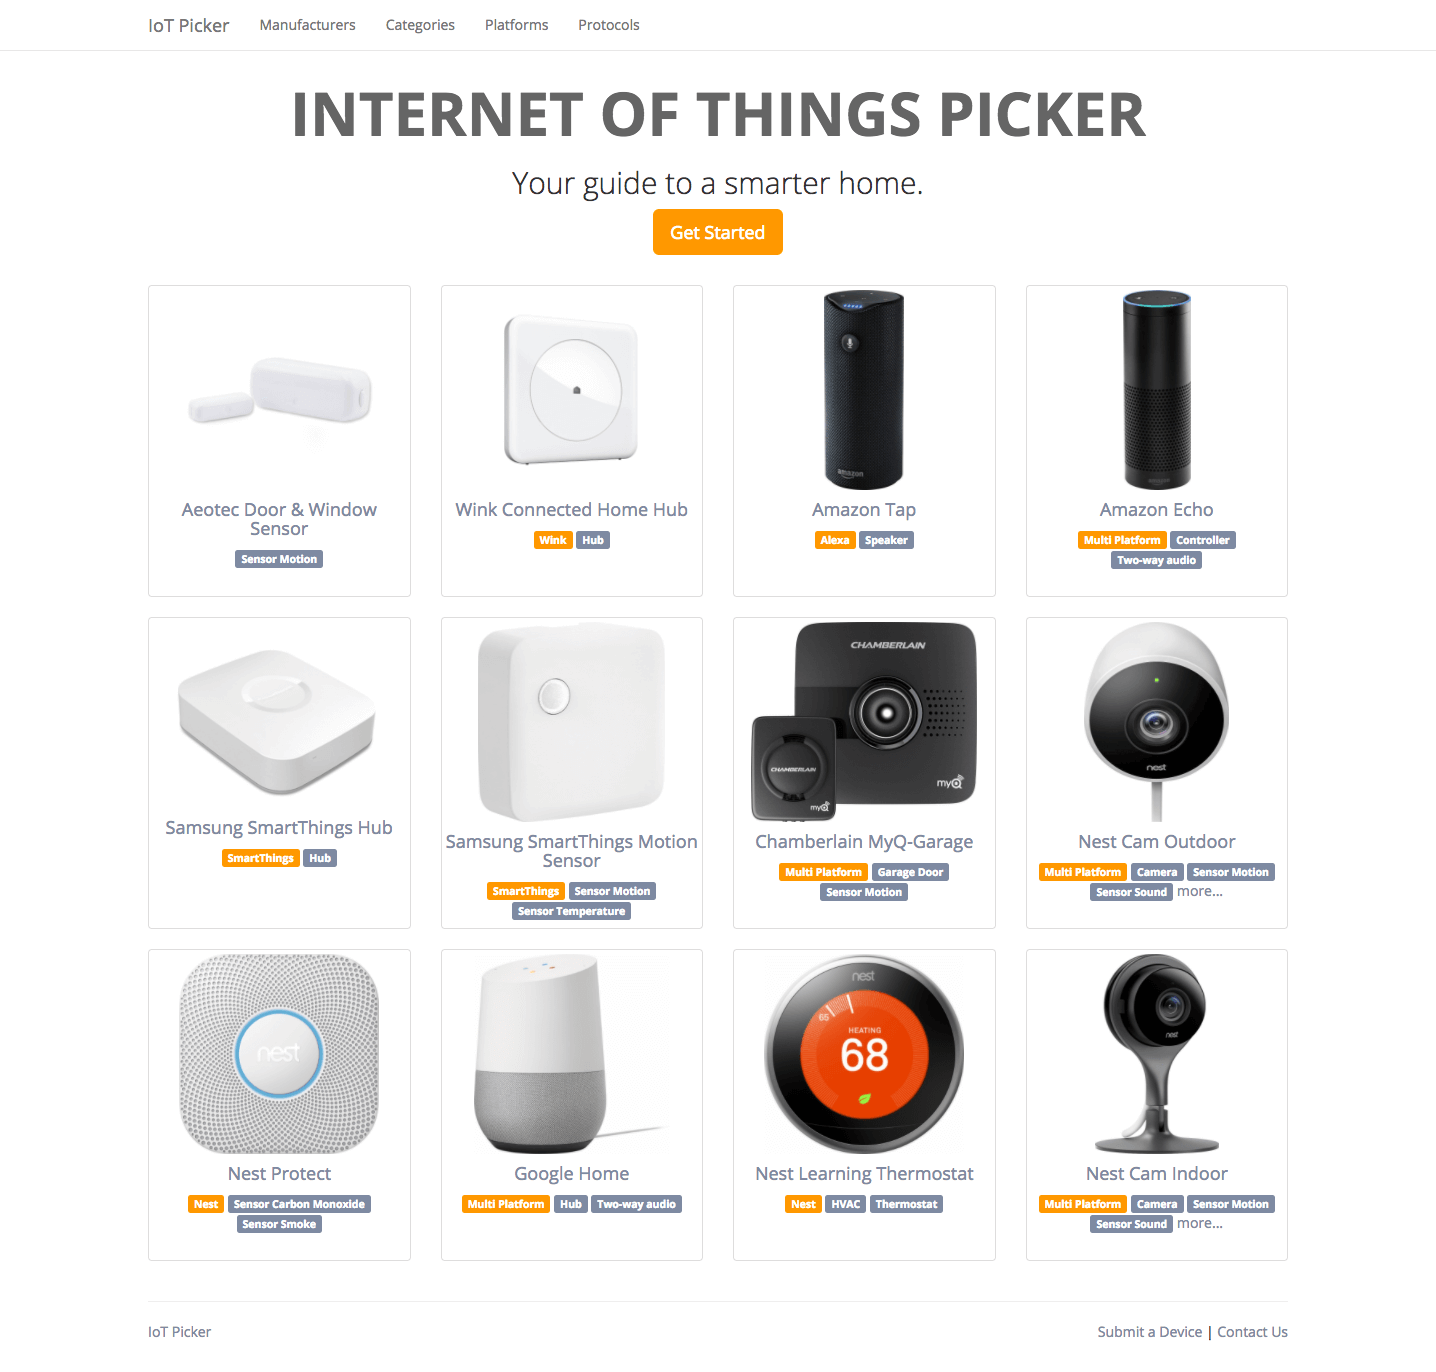 IoT Picker Manufacturers Categories Platforms Protocols
INTERNET OF THINGS PICKER
Your guide to a smarter home.
Get Started
Aeotec Door & Window
Sensor
Sensor Motion
Wink Connected Home Hub
Wink Hub
amazon
Amazon Tap
Alexa Speaker
amazon
Amazon Echo
Multi Platform Controller
Two-way audio
Samsung SmartThings Hub
SmartThings Hub
Samsung SmartThings Motion
Sensor
SmartThings Sensor Motion
Sensor Temperature
CHAMBERLAIN
CHAMBERLAIN
myQ
myQ
Chamberlain MyQ-Garage
Multi Platform Garage Door
Sensor Motion
nest
Nest Cam Outdoor
Multi Platform Camera Sensor Motion
Sensor Sound more...
nest
Nest Protect
Nest Sensor Carbon Monoxide
Sensor Smoke
Google Home
Multi Platform Hub Two-way audio
nest
65
HEATING
68
Nest Learning Thermostat
Nest HVAC Thermostat
nest
Nest Cam Indoor
Multi Platform Camera Sensor Motion
Sensor Sound more...
IoT Picker
Submit a Device | Contact Us